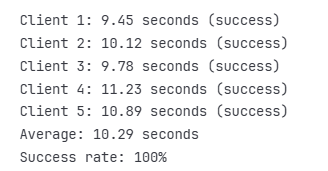 Client 1: 9.45 seconds (success)
Client 2: 10.12 seconds (success)
Client 3: 9.78 seconds (success)
Client 4: 11.23 seconds (success)
Client 5: 10.89 seconds (success)
Average: 10.29 seconds
Success rate: 100%